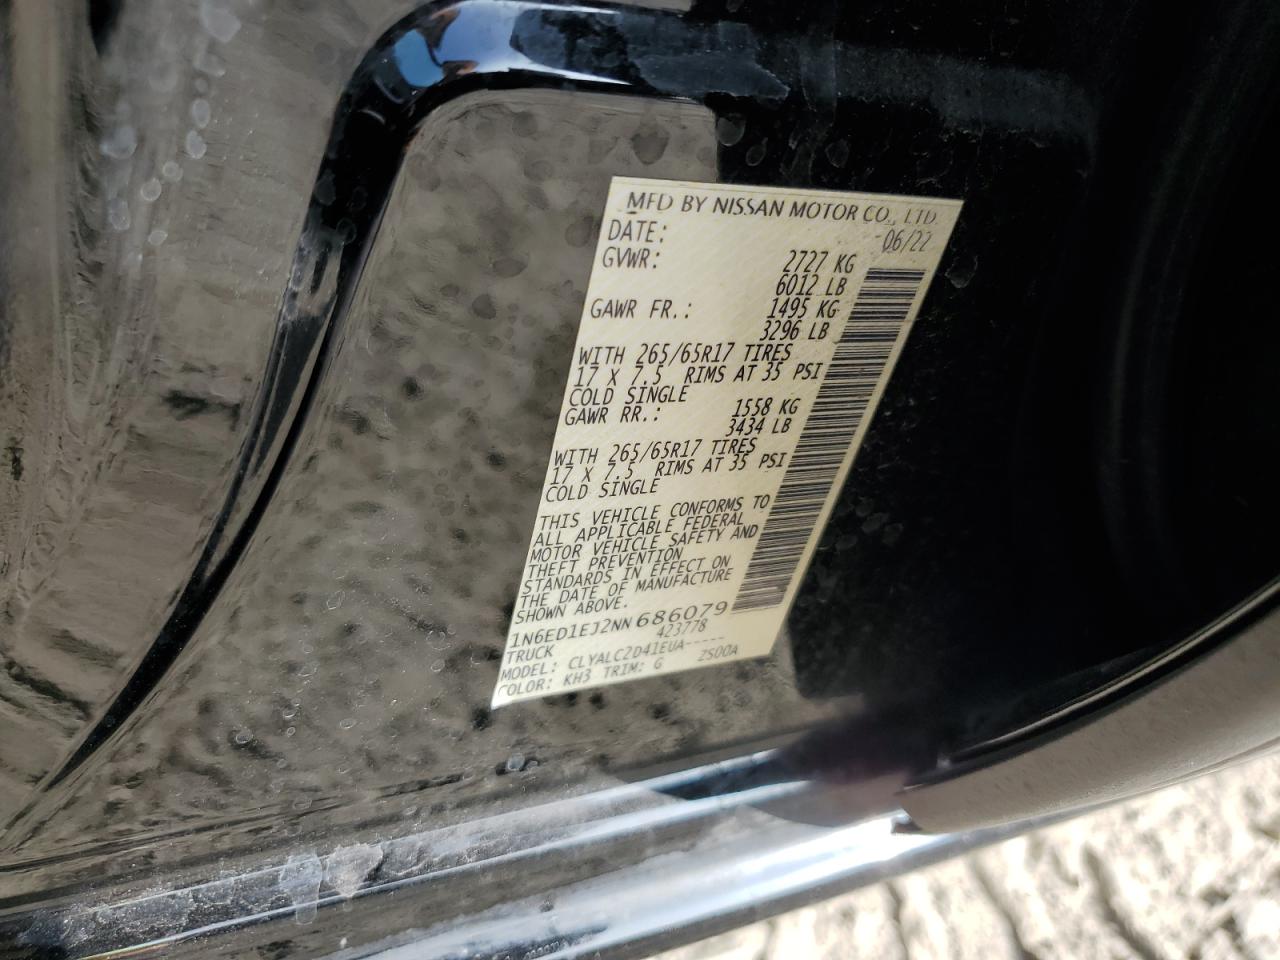 MFD BY NISSAN MOTOR CO., LTD.
DATE: 06/22
GVWR: 2727 KG
6012 LB
GAWR FR.: 1495 KG
3296 LB
WITH 265/65R17 TIRES
17 X 7.5 RIMS AT 35 PSI
COLD SINGLE
GAWR RR.: 1558 KG
3434 LB
WITH 265/65R17 TIRES
17 X 7.5 RIMS AT 35 PSI
COLD SINGLE
THIS VEHICLE CONFORMS TO
ALL APPLICABLE FEDERAL
MOTOR VEHICLE SAFETY AND
THEFT PREVENTION
STANDARDS IN EFFECT ON
THE DATE OF MANUFACTURE
SHOWN ABOVE.
1N6ED1EJ2NN686079
TRUCK 423778
MODEL: CLYALC2D41EUA-----
COLOR: KH3 TRIM: G ZS00A